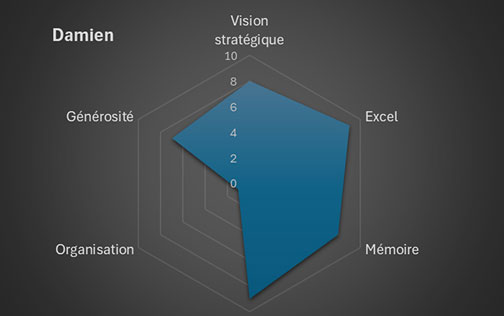 Damien
Vision
stratégique
10
8
6
4
2
0
Générosité
Excel
Organisation
Mémoire